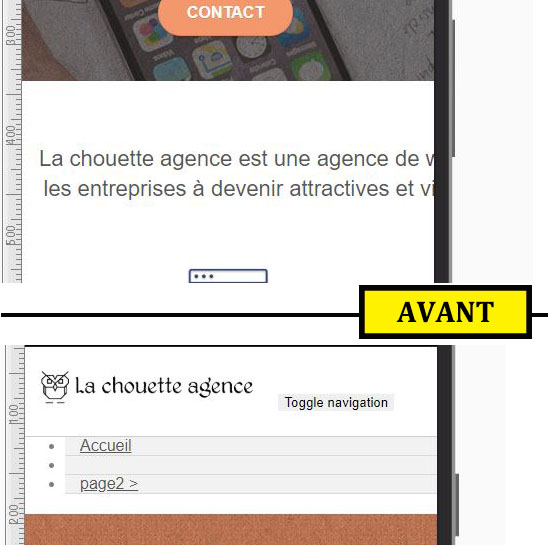 CONTACT
300
400
La chouette agence est une agence de w
les entreprises à devenir attractives et vi
500
AVANT
La chouette agence
Toggle navigation
100
Accueil
page2 >
200